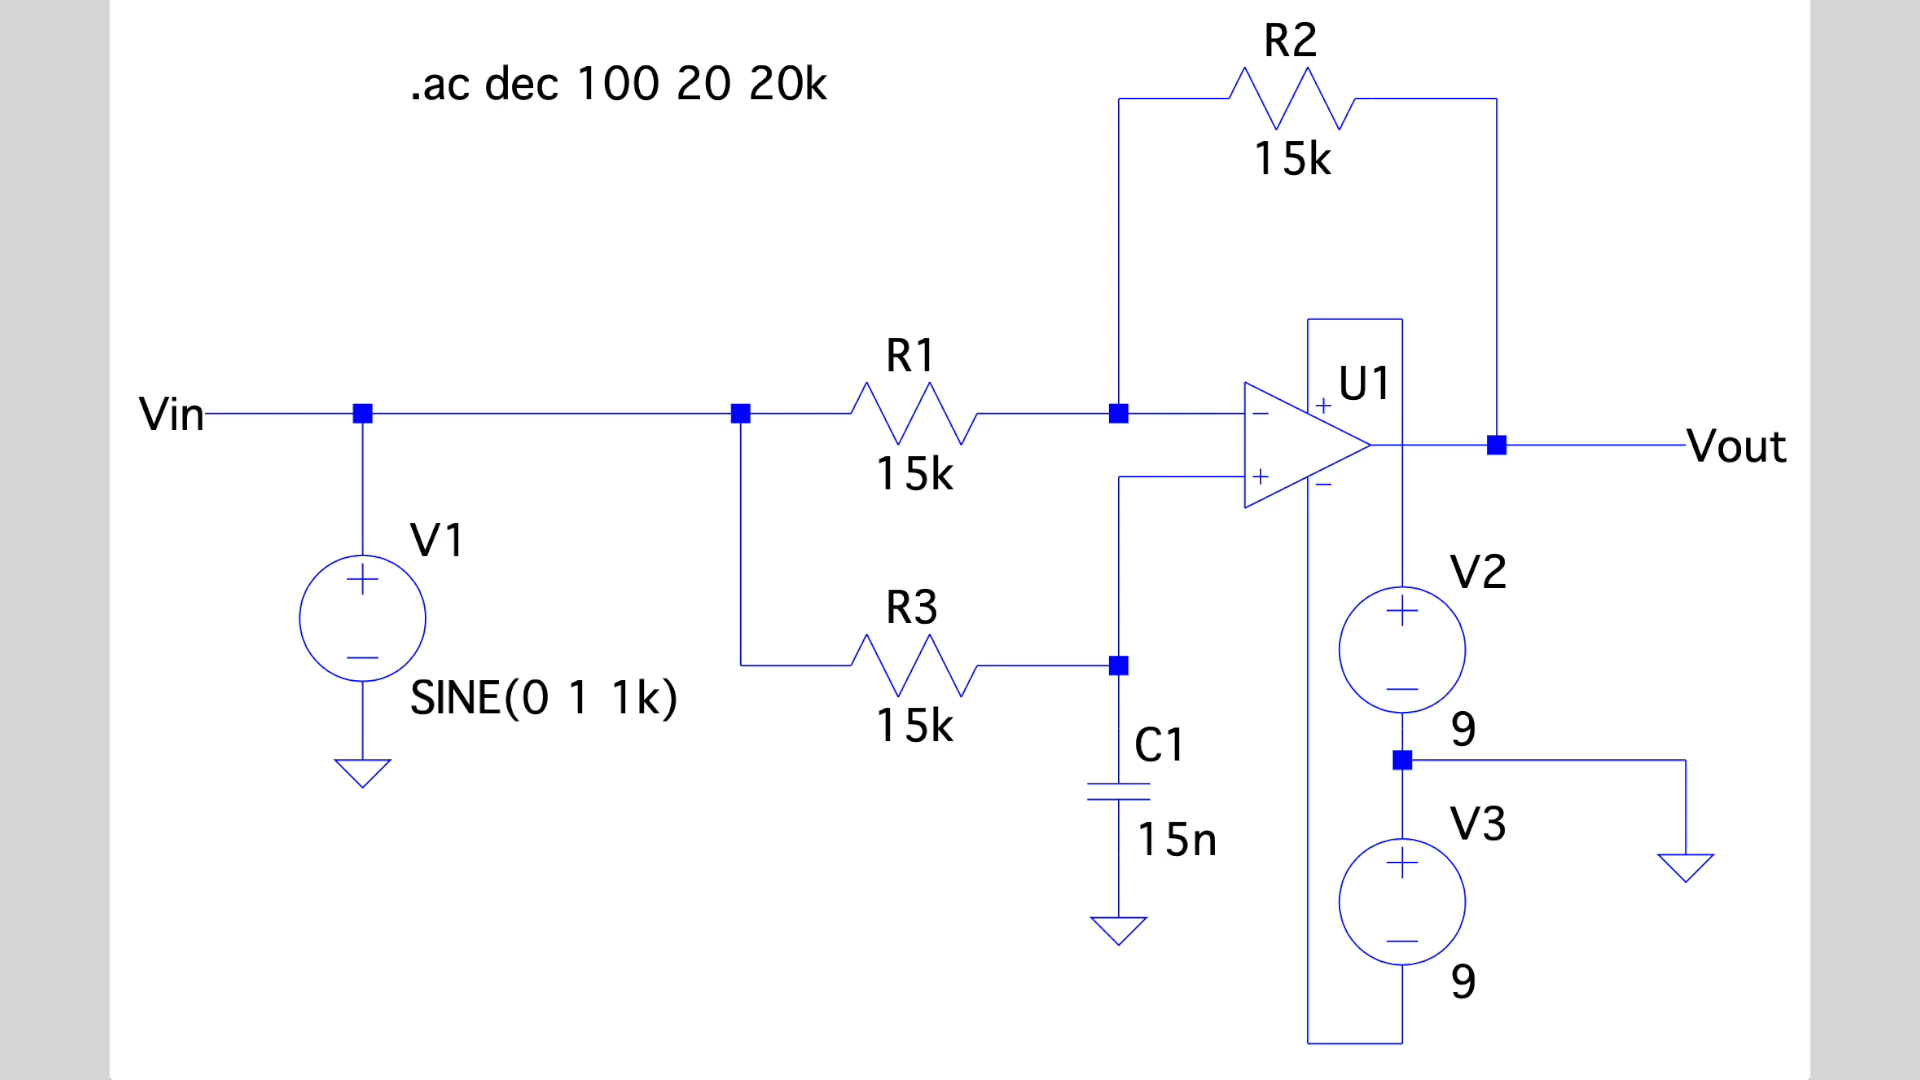 R2
.ac dec 100 20 20k
15k
R1
U1
Vin
Vout
15k
V1
V2
R3
SINE(0 1 1k)
15k
9
C1
V3
15n
9